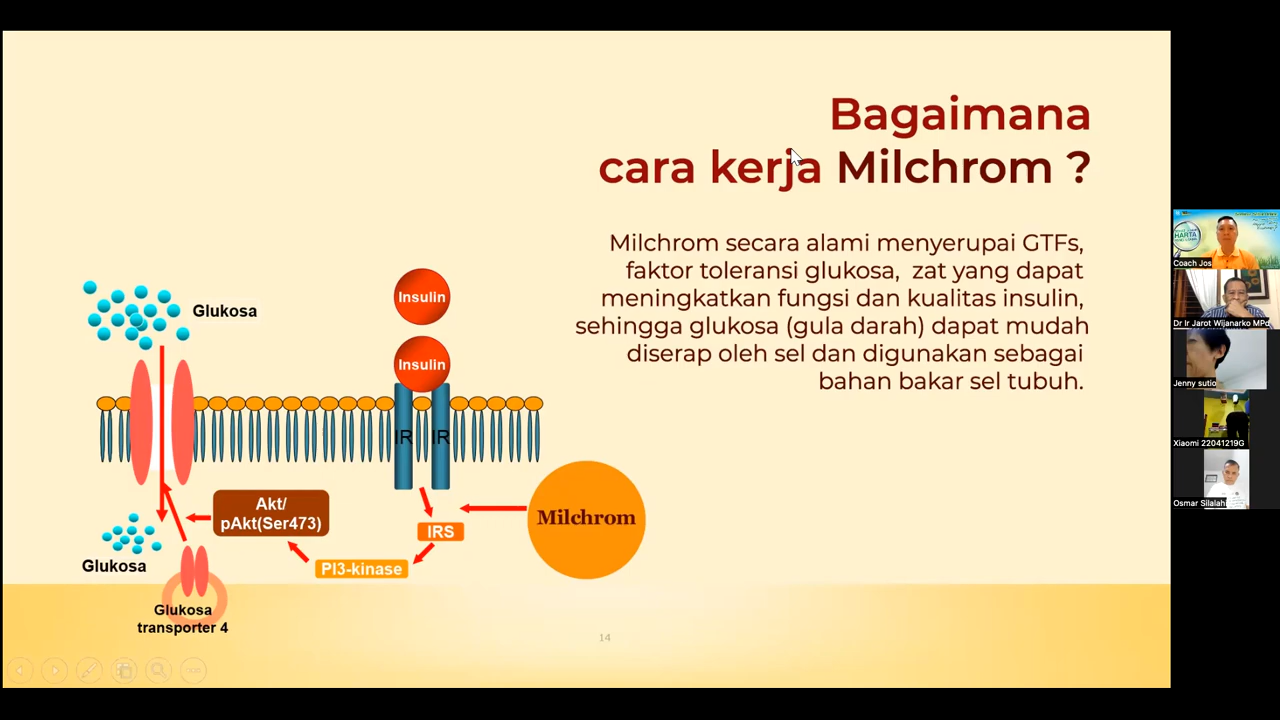 Bagaimana
cara kerja Milchrom ?
Milchrom secara alami menyerupai GTFs,
faktor toleransi glukosa, zat yang dapat
meningkatkan fungsi dan kualitas insulin,
sehingga glukosa (gula darah) dapat mudah
diserap oleh sel dan digunakan sebagai
bahan bakar sel tubuh.
Glukosa
Insulin
Insulin
IR
IR
Akt/
pAkt(Ser473)
IRS
Milchrom
PI3-kinase
Glukosa
Glukosa
transporter 4
14
HARTA
Coach Jos
Dr Ir Jarot Wijanarko MPd
Jenny sutio
Xiaomi 22041219G
Osmar Silalahi